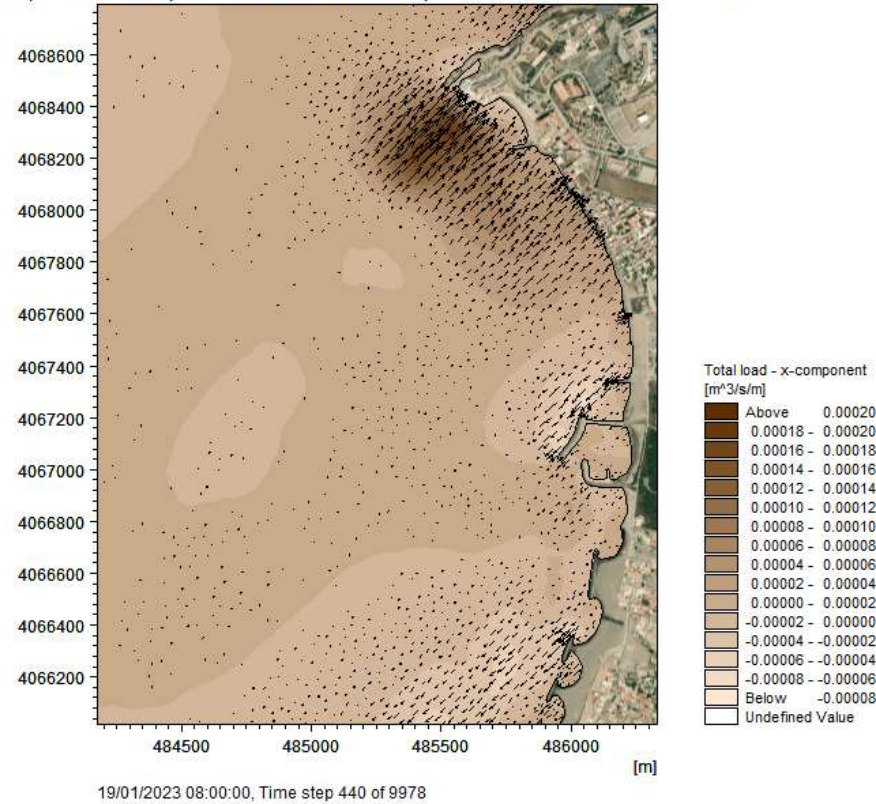 4068600
4068400
4068200
4068000
4067800
4067600
4067400
4067200
4067000
4066800
4066600
4066400
4066200
484500 485000 485500 486000
[m]
19/01/2023 08:00:00, Time step 440 of 9978
Total load - x-component
[m^3/s/m]
Above 0.00020
0.00018 - 0.00020
0.00016 - 0.00018
0.00014 - 0.00016
0.00012 - 0.00014
0.00010 - 0.00012
0.00008 - 0.00010
0.00006 - 0.00008
0.00004 - 0.00006
0.00002 - 0.00004
0.00000 - 0.00002
-0.00002 - 0.00000
-0.00004 - -0.00002
-0.00006 - -0.00004
-0.00008 - -0.00006
Below -0.00008
Undefined Value